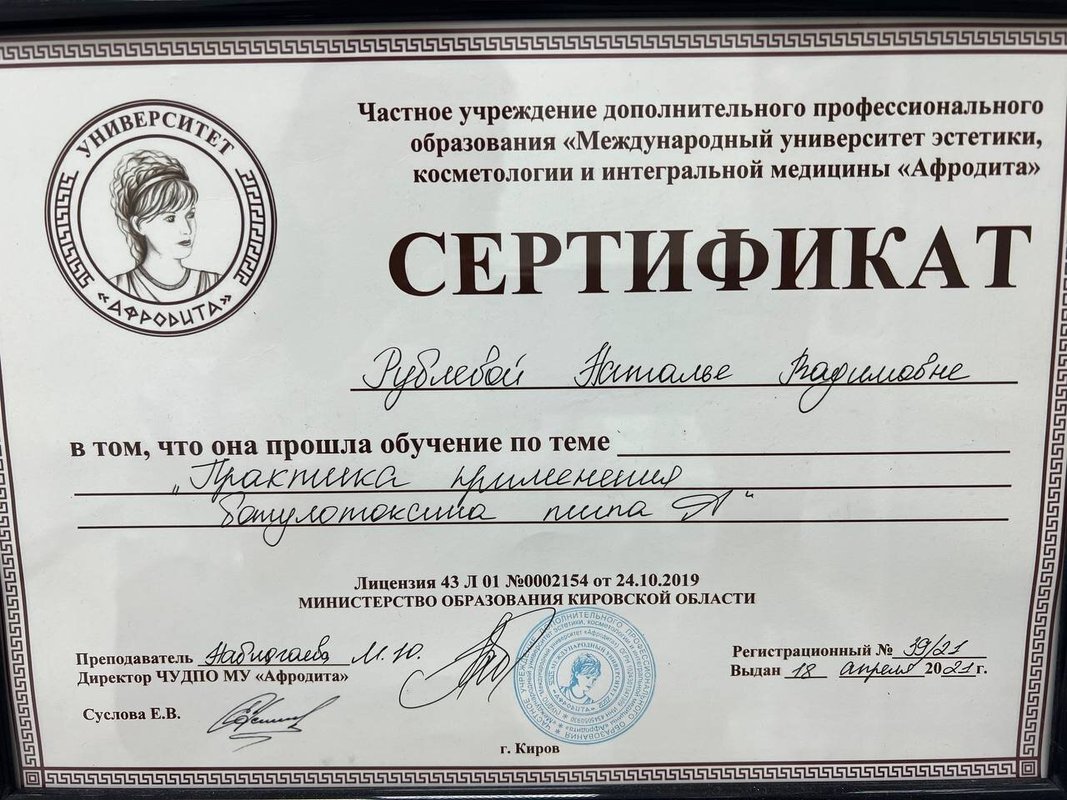 УНИВЕРСИТЕТ
«АФРОДИТА»
Частное учреждение дополнительного профессионального
образования «Международный университет эстетики,
косметологии и интегральной медицины «Афродита»
СЕРТИФИКАТ
Рублевой Наталье Вадимовне
в том, что она прошла обучение по теме
„Практика применения
ботулотоксина типа А“
Лицензия 43 Л 01 №0002154 от 24.10.2019
МИНИСТЕРСТВО ОБРАЗОВАНИЯ КИРОВСКОЙ ОБЛАСТИ
Преподаватель М.Ю.
Директор ЧУДПО МУ «Афродита»
Суслова Е.В.
Регистрационный № 39/21
Выдан 18 апреля 2021 г.
г. Киров